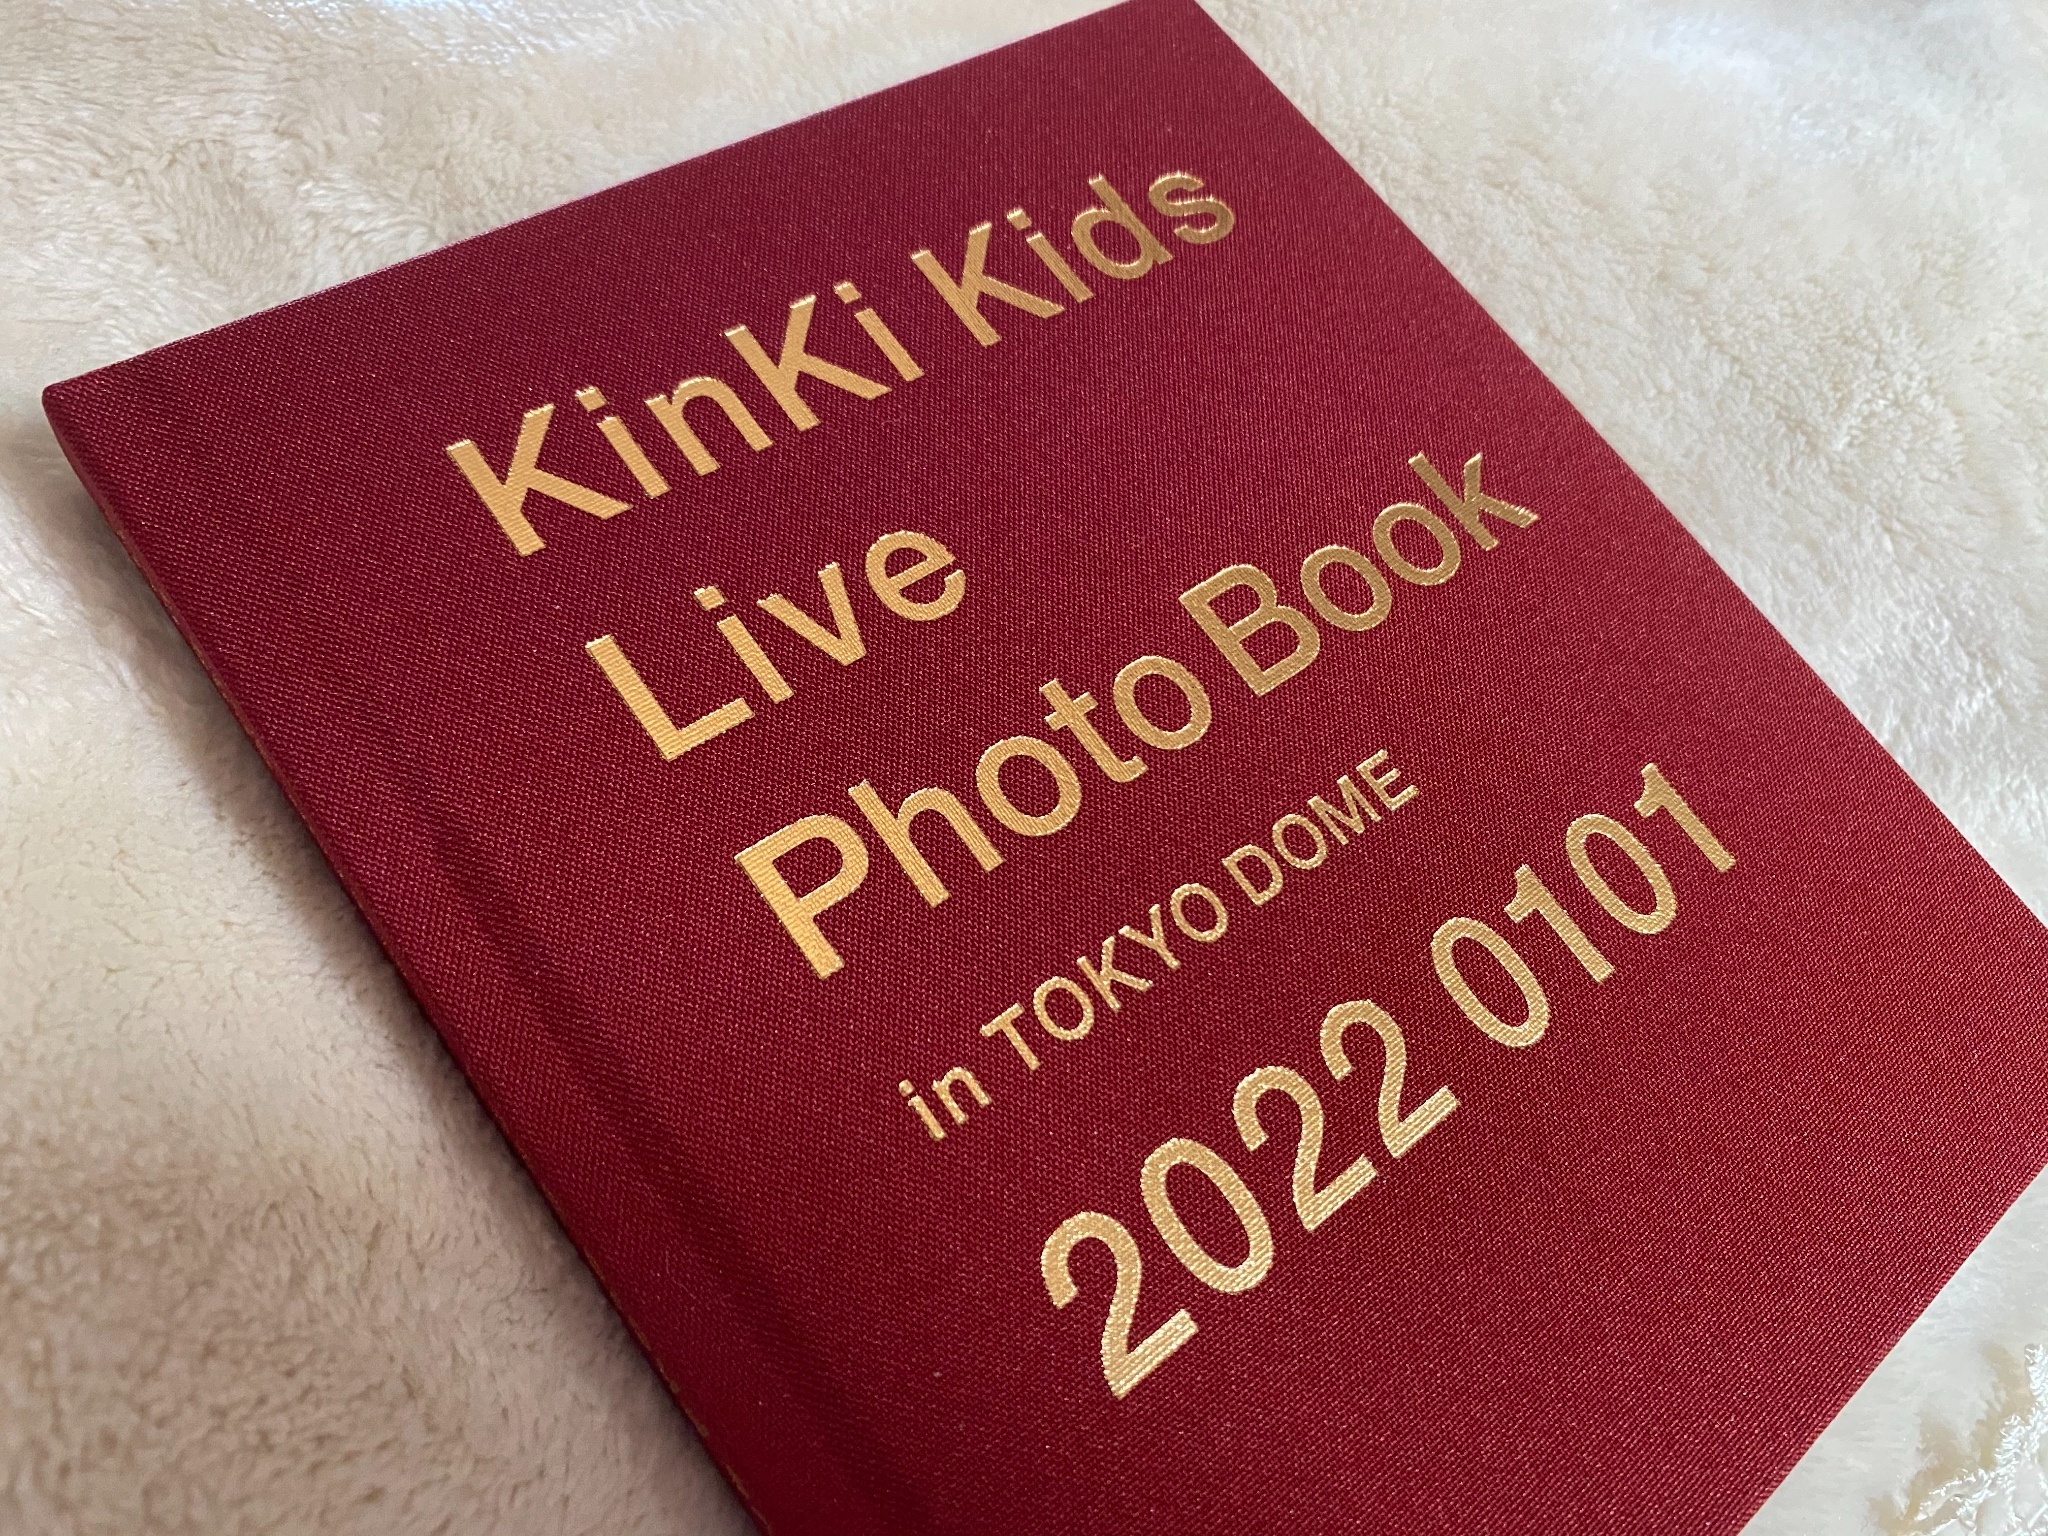 KinKi Kids
Live
Photo Book
in TOKYO DOME
2022 0101